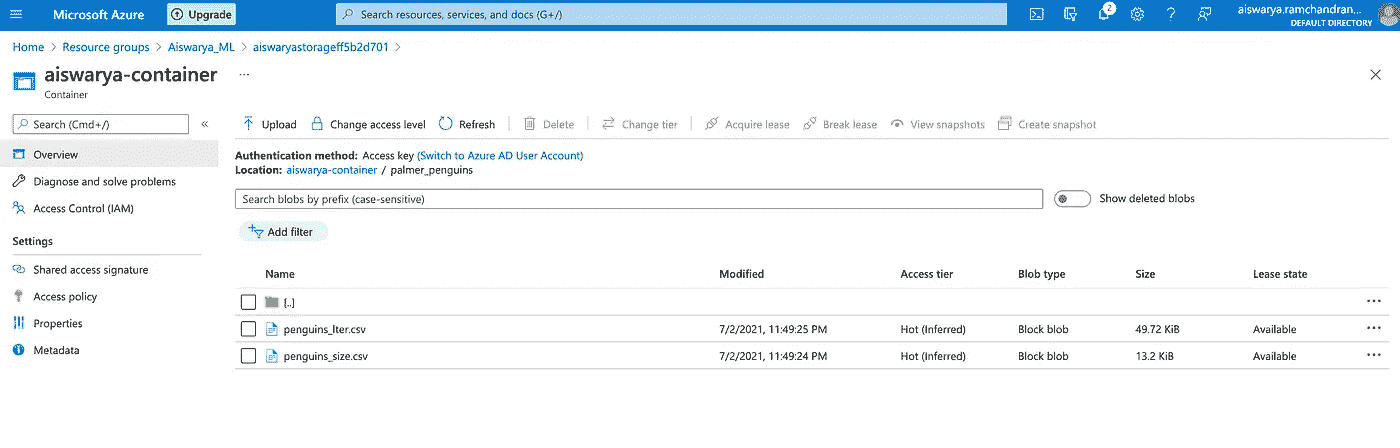 Microsoft Azure
Upgrade
Search resources, services, and docs (G+/)
2
aiswarya.ramchandran...
DEFAULT DIRECTORY
Home > Resource groups > Aiswarya_ML > aiswaryastorageff5b2d701 >
aiswarya-container ...
Container
Search (Cmd+/) «
Upload Change access level Refresh Delete Change tier Acquire lease Break lease View snapshots Create snapshot
Overview
Diagnose and solve problems
Access Control (IAM)
Settings
Shared access signature
Access policy
Properties
Metadata
Authentication method: Access key (Switch to Azure AD User Account)
Location: aiswarya-container / palmer_penguins
Search blobs by prefix (case-sensitive)
Show deleted blobs
Add filter
Name Modified Access tier Blob type Size Lease state
[..] ...
penguins_lter.csv 7/2/2021, 11:49:25 PM Hot (Inferred) Block blob 49.72 KiB Available ...
penguins_size.csv 7/2/2021, 11:49:24 PM Hot (Inferred) Block blob 13.2 KiB Available ...